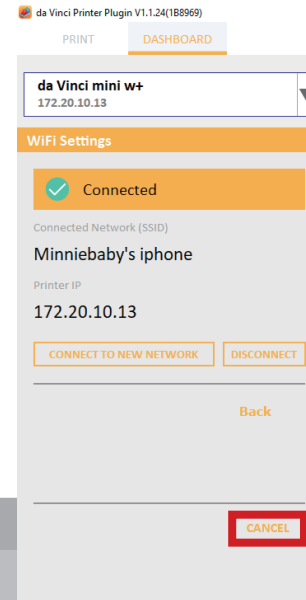 da Vinci Printer Plugin V1.1.24(1B8969)
PRINT DASHBOARD
da Vinci mini w+
172.20.10.13
WiFi Settings
Connected
Connected Network (SSID)
Minniebaby's iphone
Printer IP
172.20.10.13
CONNECT TO NEW NETWORK DISCONNECT
Back
CANCEL